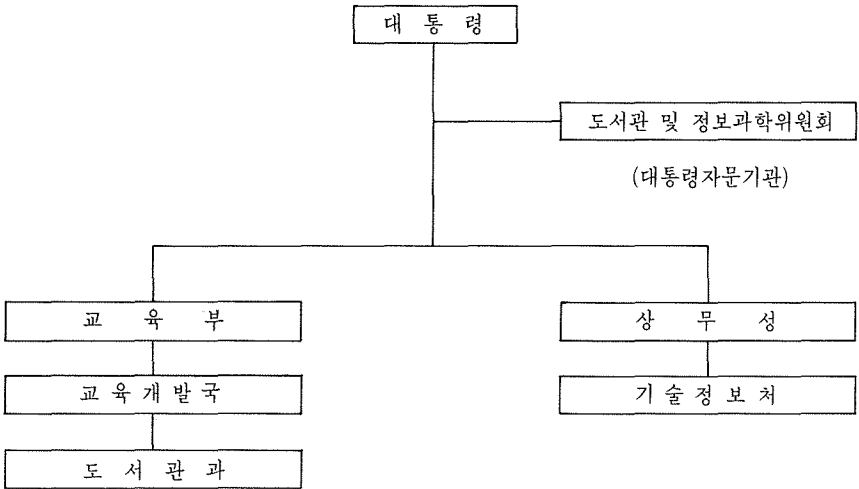 대통령
도서관 및 정보과학위원회
(대통령자문기관)
교육부
상무성
교육개발국
기술정보처
도서관과